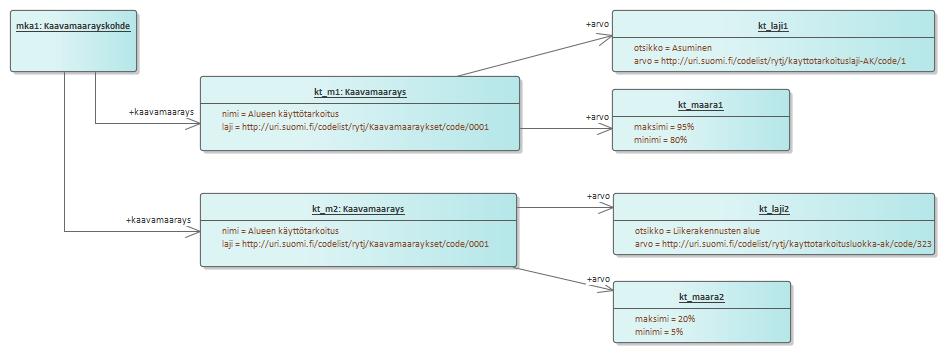 mka1: Kaavamaarayskohde
+kaavamaarays
+kaavamaarays
kt_m1: Kaavamaarays
nimi = Alueen käyttötarkoitus
laji = http://uri.suomi.fi/codelist/rytj/Kaavamaaraykset/code/0001
+arvo
kt_laji1
otsikko = Asuminen
arvo = http://uri.suomi.fi/codelist/rytj/kayttotarkoituslaji-AK/code/1
+arvo
kt_maara1
maksimi = 95%
minimi = 80%
kt_m2: Kaavamaarays
nimi = Alueen käyttötarkoitus
laji = http://uri.suomi.fi/codelist/rytj/Kaavamaaraykset/code/0001
+arvo
kt_laji2
otsikko = Liikerakennusten alue
arvo = http://uri.suomi.fi/codelist/rytj/kayttotarkoitusluokka-ak/code/323
+arvo
kt_maara2
maksimi = 20%
minimi = 5%